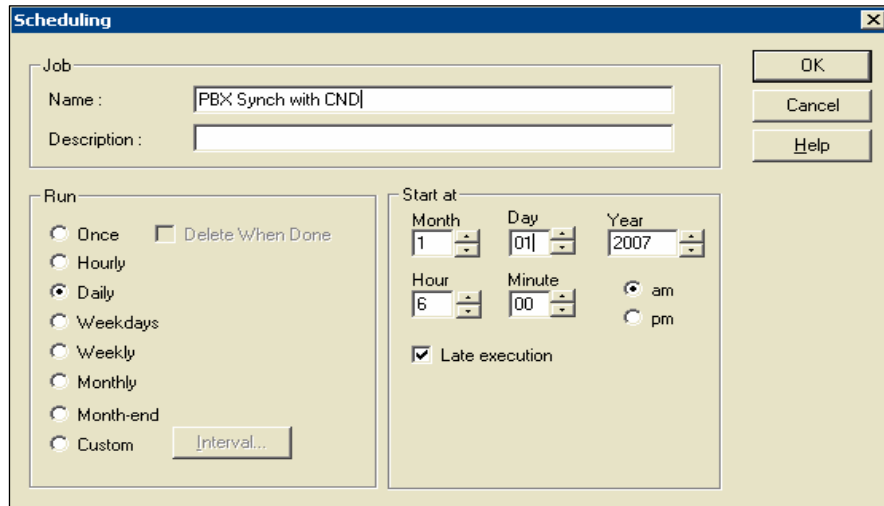 Scheduling
Job
Name : PBX Synch with CND
Description :
OK
Cancel
Help
Run
Once Delete When Done
Hourly
Daily
Weekdays
Weekly
Monthly
Month-end
Custom Interval...
Start at
Month Day Year
1 01 2007
Hour Minute
6 00 am
pm
Late execution